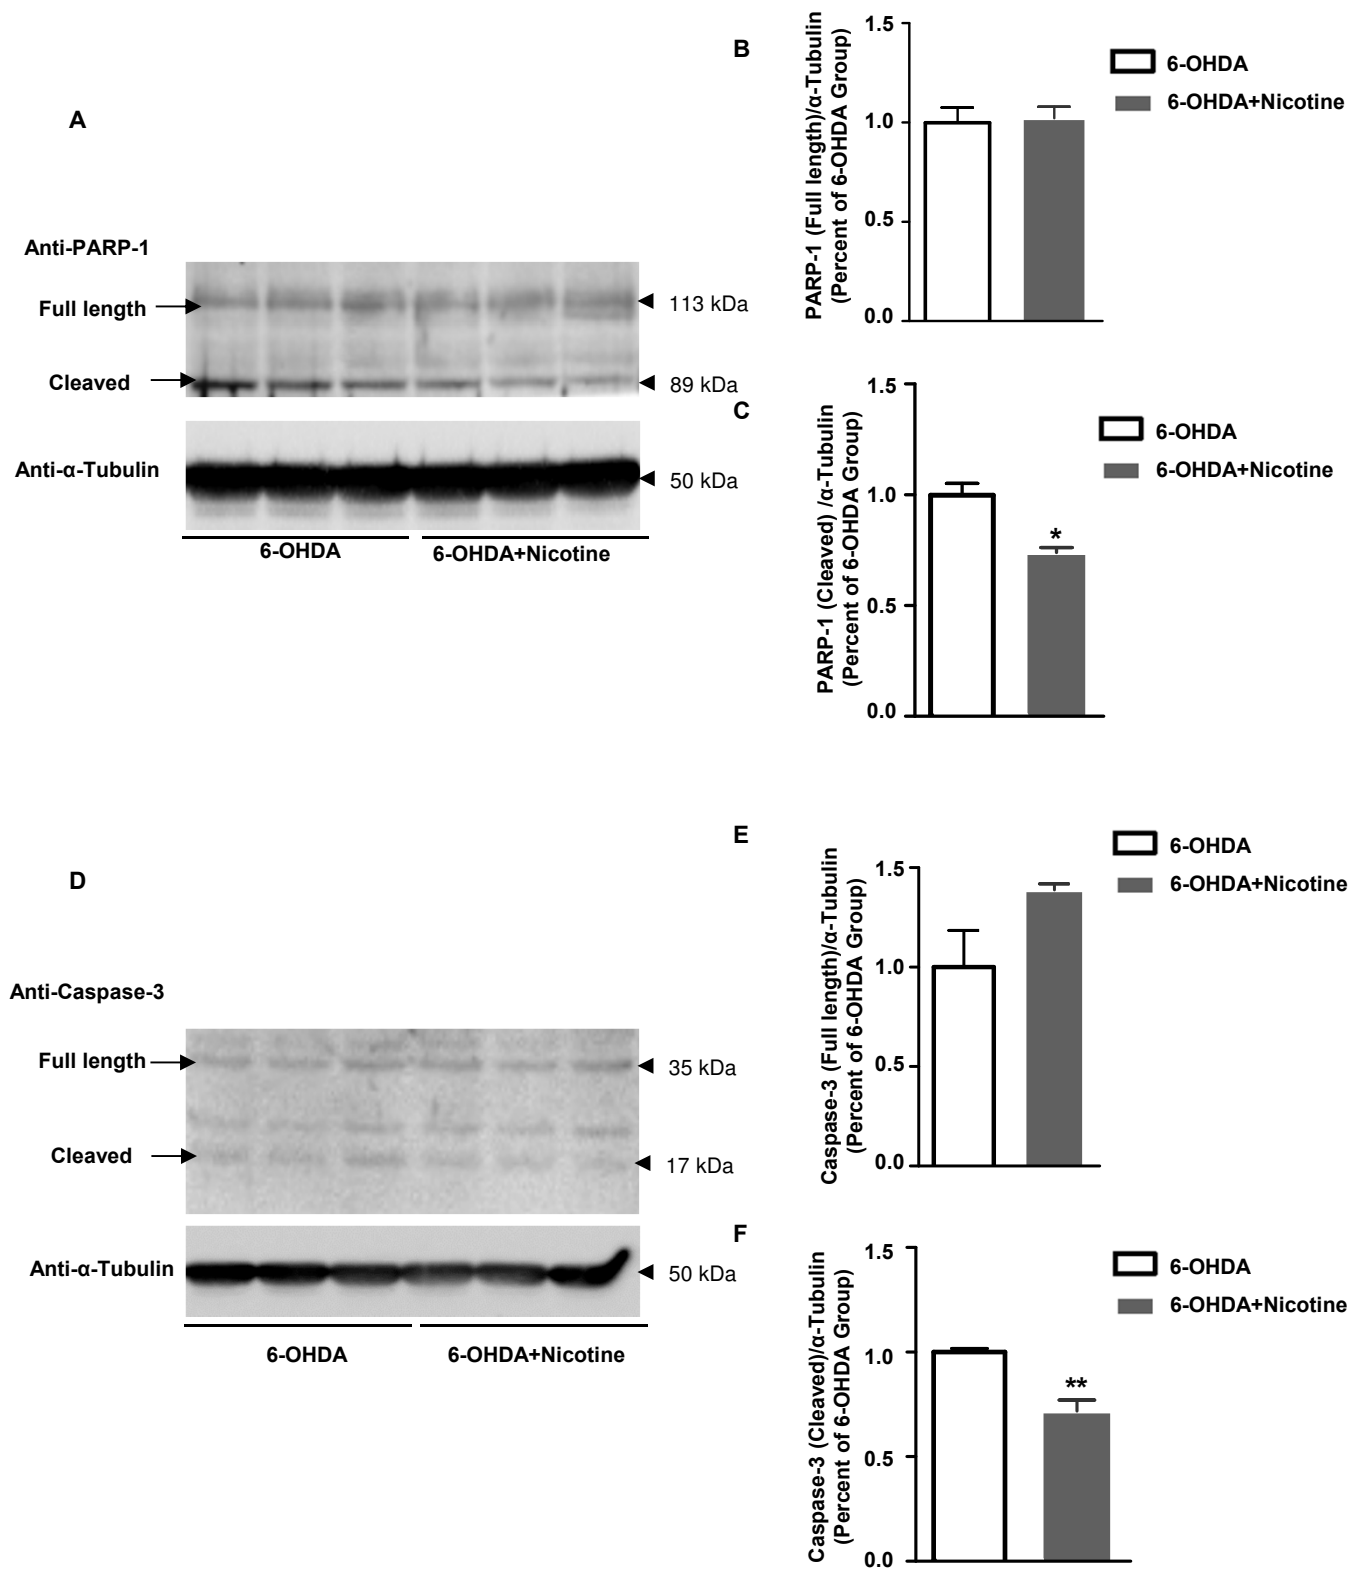 A
Anti-PARP-1
Full length
113 kDa
Cleaved
89 kDa
Anti-α-Tubulin
50 kDa
6-OHDA
6-OHDA+Nicotine
B
PARP-1 (Full length)/α-Tubulin
(Percent of 6-OHDA Group)
1.5
1.0
0.5
0.0
6-OHDA
6-OHDA+Nicotine
C
PARP-1 (Cleaved) /α-Tubulin
(Percent of 6-OHDA Group)
1.5
1.0
0.5
0.0
*
6-OHDA
6-OHDA+Nicotine
D
Anti-Caspase-3
Full length
35 kDa
Cleaved
17 kDa
Anti-α-Tubulin
50 kDa
6-OHDA
6-OHDA+Nicotine
E
Caspase-3 (Full length)/α-Tubulin
(Percent of 6-OHDA Group)
1.5
1.0
0.5
0.0
6-OHDA
6-OHDA+Nicotine
F
Caspase-3 (Cleaved)/α-Tubulin
(Percent of 6-OHDA Group)
1.5
1.0
0.5
0.0
**
6-OHDA
6-OHDA+Nicotine